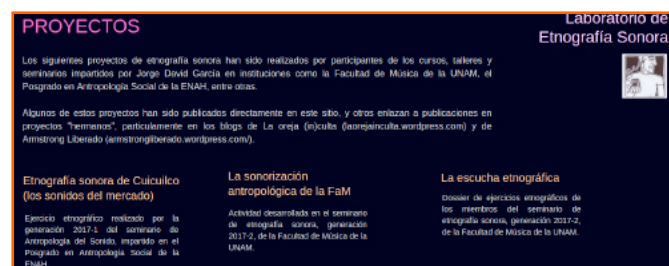 PROYECTOS
Laboratorio de
Etnografía Sonora
Los siguientes proyectos de etnografía sonora han sido realizados por participantes de los cursos, talleres y
seminarios impartidos por Jorge David García en instituciones como la Facultad de Música de la UNAM, el
Posgrado en Antropología Social de la ENAH, entre otras.
Algunos de estos proyectos han sido publicados directamente en este sitio, y otros enlazan a publicaciones en
proyectos "hermanos", particularmente en los blogs de La oreja (in)culta (laorejainculta.wordpress.com) y de
Armstrong Liberado (armstrongliberado.wordpress.com/).
Etnografía sonora de Cuicuilco
(los sonidos del mercado)
Ejercicio etnográfico realizado por la
generación 2017-1 del seminario de
Antropología del Sonido, impartido en el
Posgrado en Antropología Social de la
ENAH.
La sonorización
antropológica de la FaM
Actividad desarrollada en el seminario
de etnografía sonora, generación
2017-2, de la Facultad de Música de la
UNAM.
La escucha etnográfica
Dossier de ejercicios etnográficos de
los miembros del seminario de
etnografía sonora, generación 2017-2,
de la Facultad de Música de la UNAM.